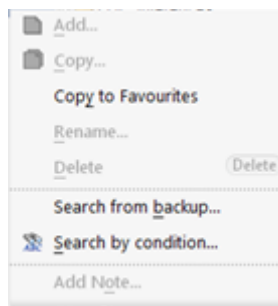 Add...
Copy...
Copy to Favourites
Rename...
Delete Delete
Search from backup...
Search by condition...
Add Note...